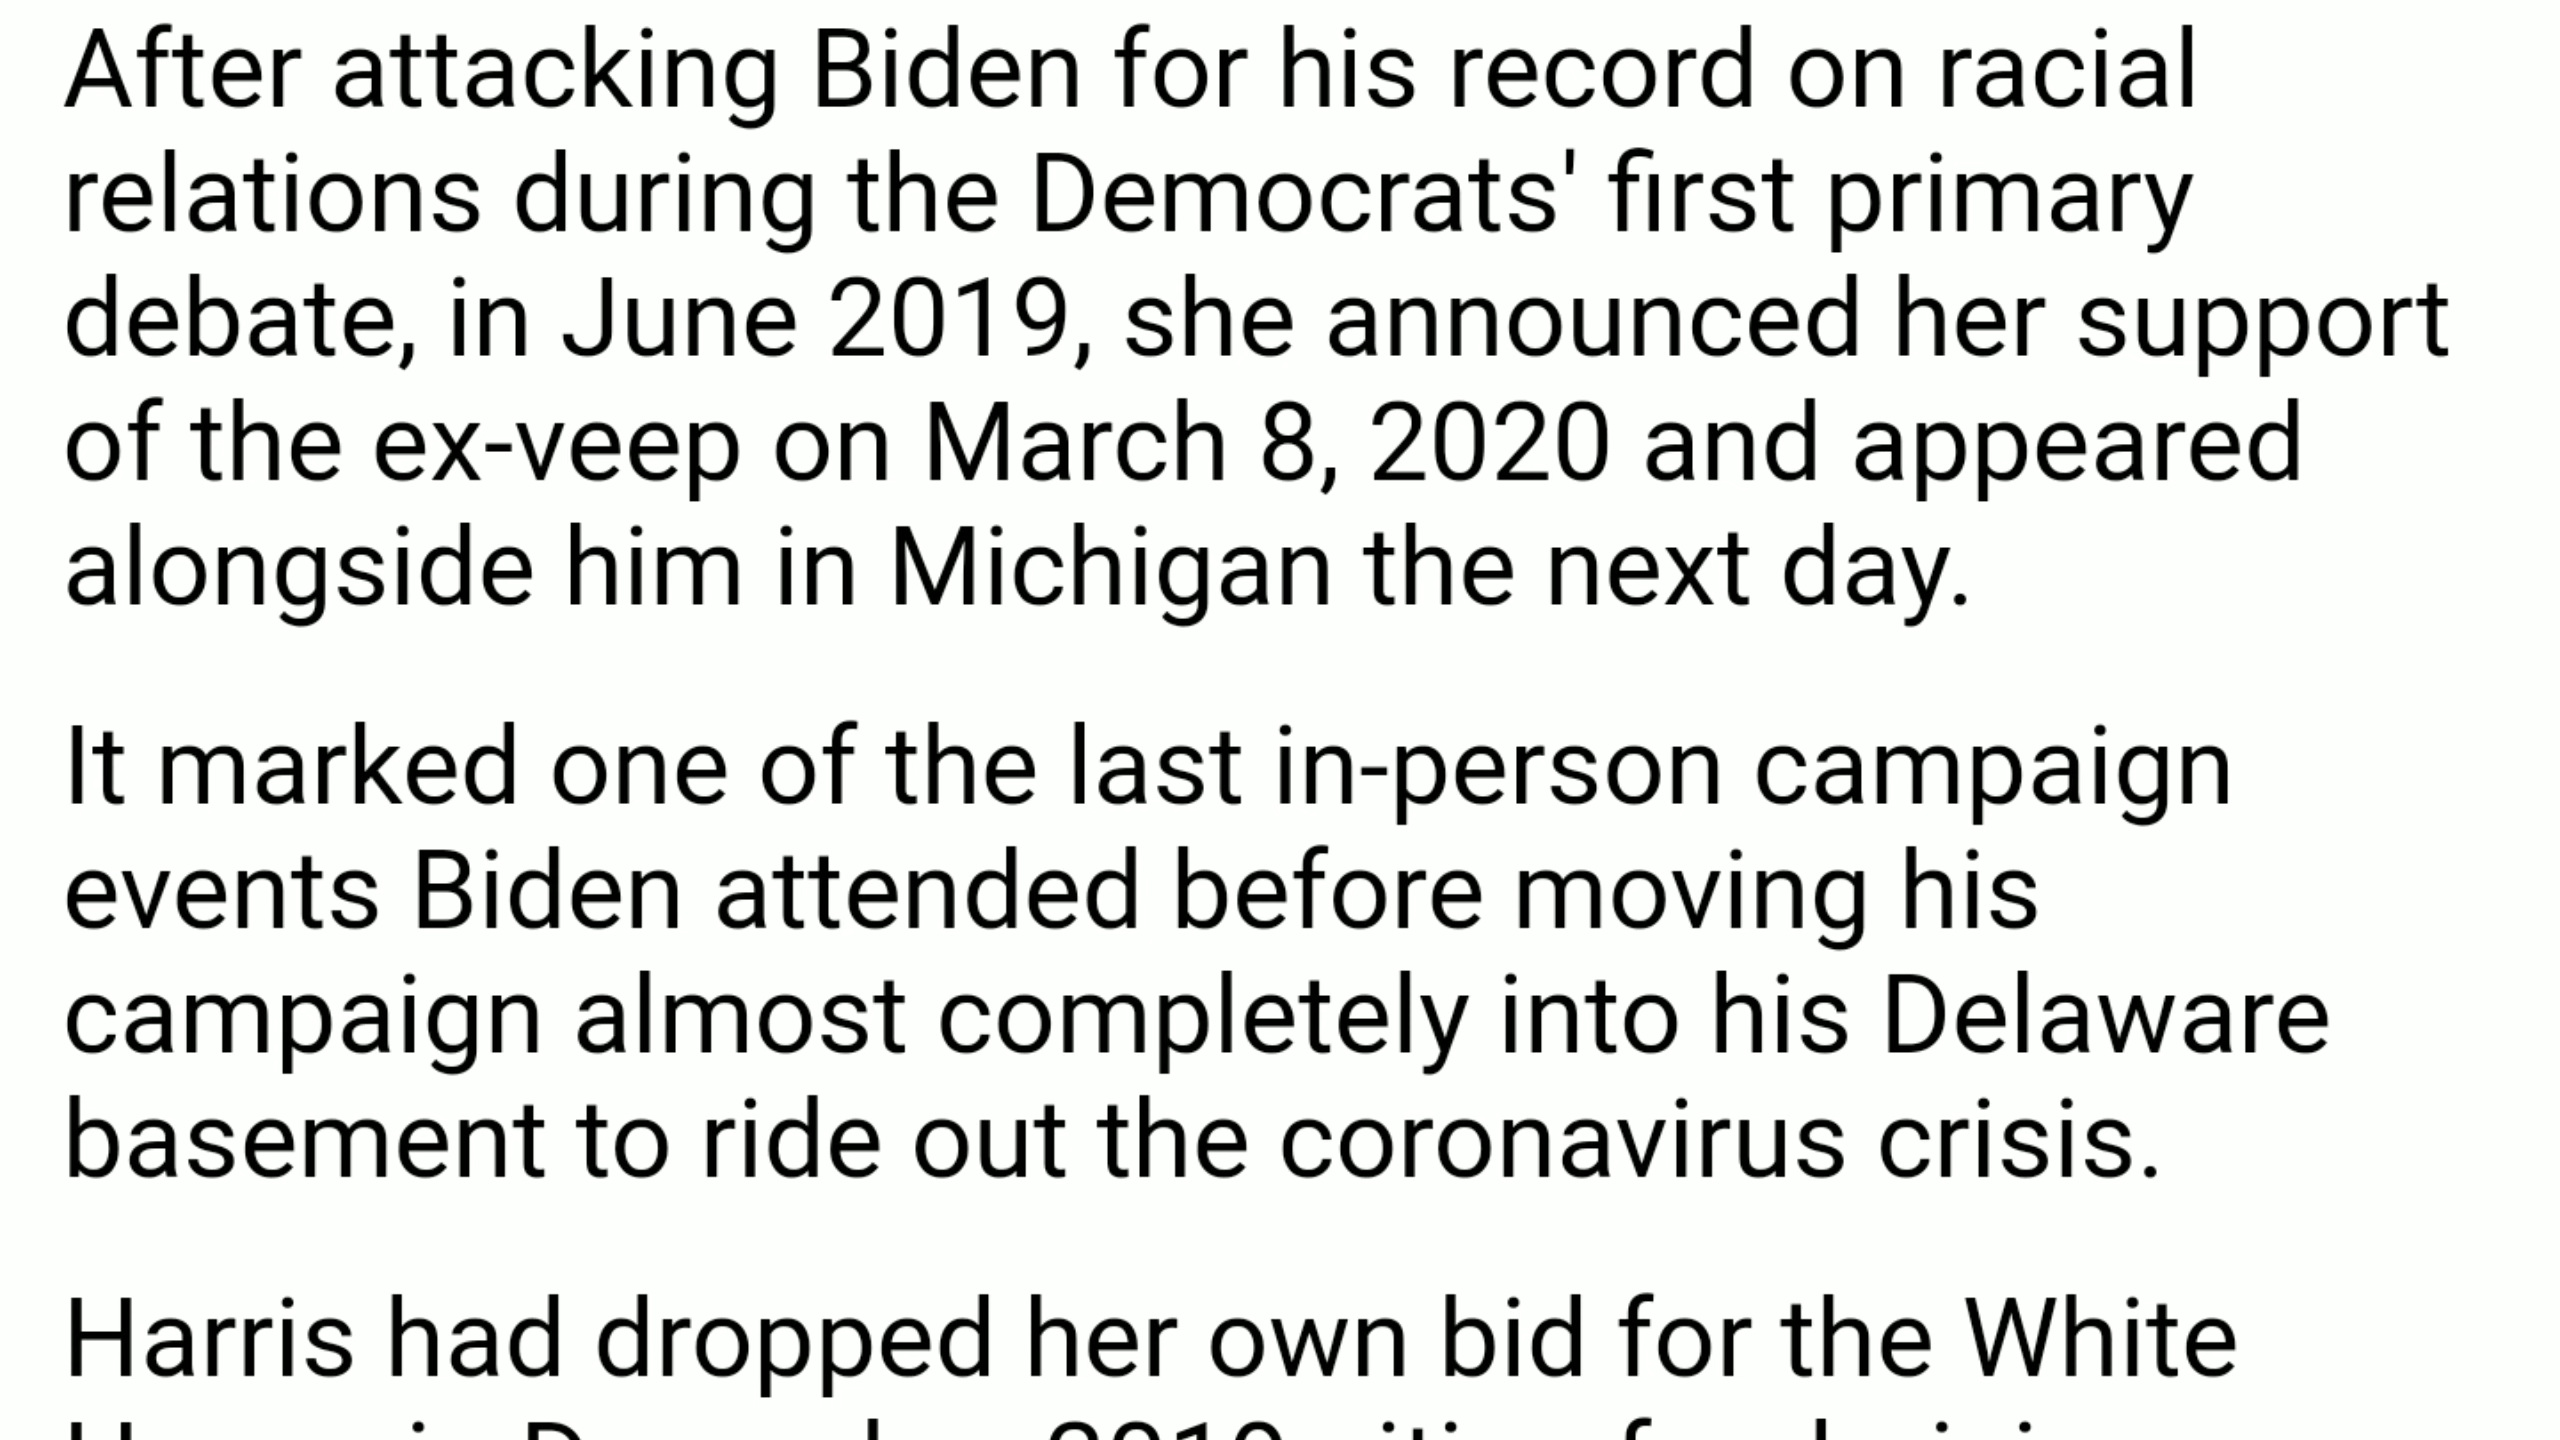 After attacking Biden for his record on racial
relations during the Democrats' first primary
debate, in June 2019, she announced her support
of the ex-veep on March 8, 2020 and appeared
alongside him in Michigan the next day.
It marked one of the last in-person campaign
events Biden attended before moving his
campaign almost completely into his Delaware
basement to ride out the coronavirus crisis.
Harris had dropped her own bid for the White